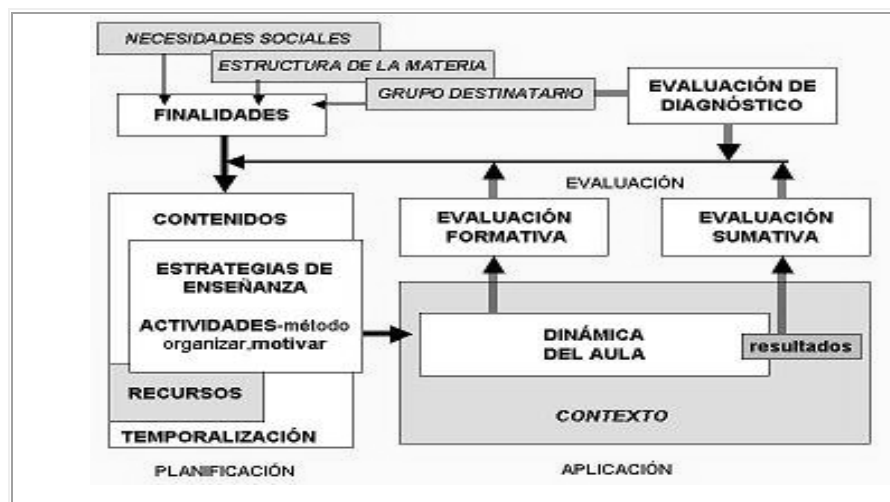 NECESIDADES SOCIALES
ESTRUCTURA DE LA MATERIA
GRUPO DESTINATARIO
EVALUACIÓN DE
DIAGNÓSTICO
FINALIDADES
EVALUACIÓN
CONTENIDOS
EVALUACIÓN
FORMATIVA
EVALUACIÓN
SUMATIVA
ESTRATEGIAS DE
ENSEÑANZA
ACTIVIDADES-mélodo
organizar,motivar
DINÁMICA
DEL AULA
resultados
RECURSOS
CONTEXTO
TEMPORALIZACIÓN
PLANIFICACIÓN
APLICACIÓN